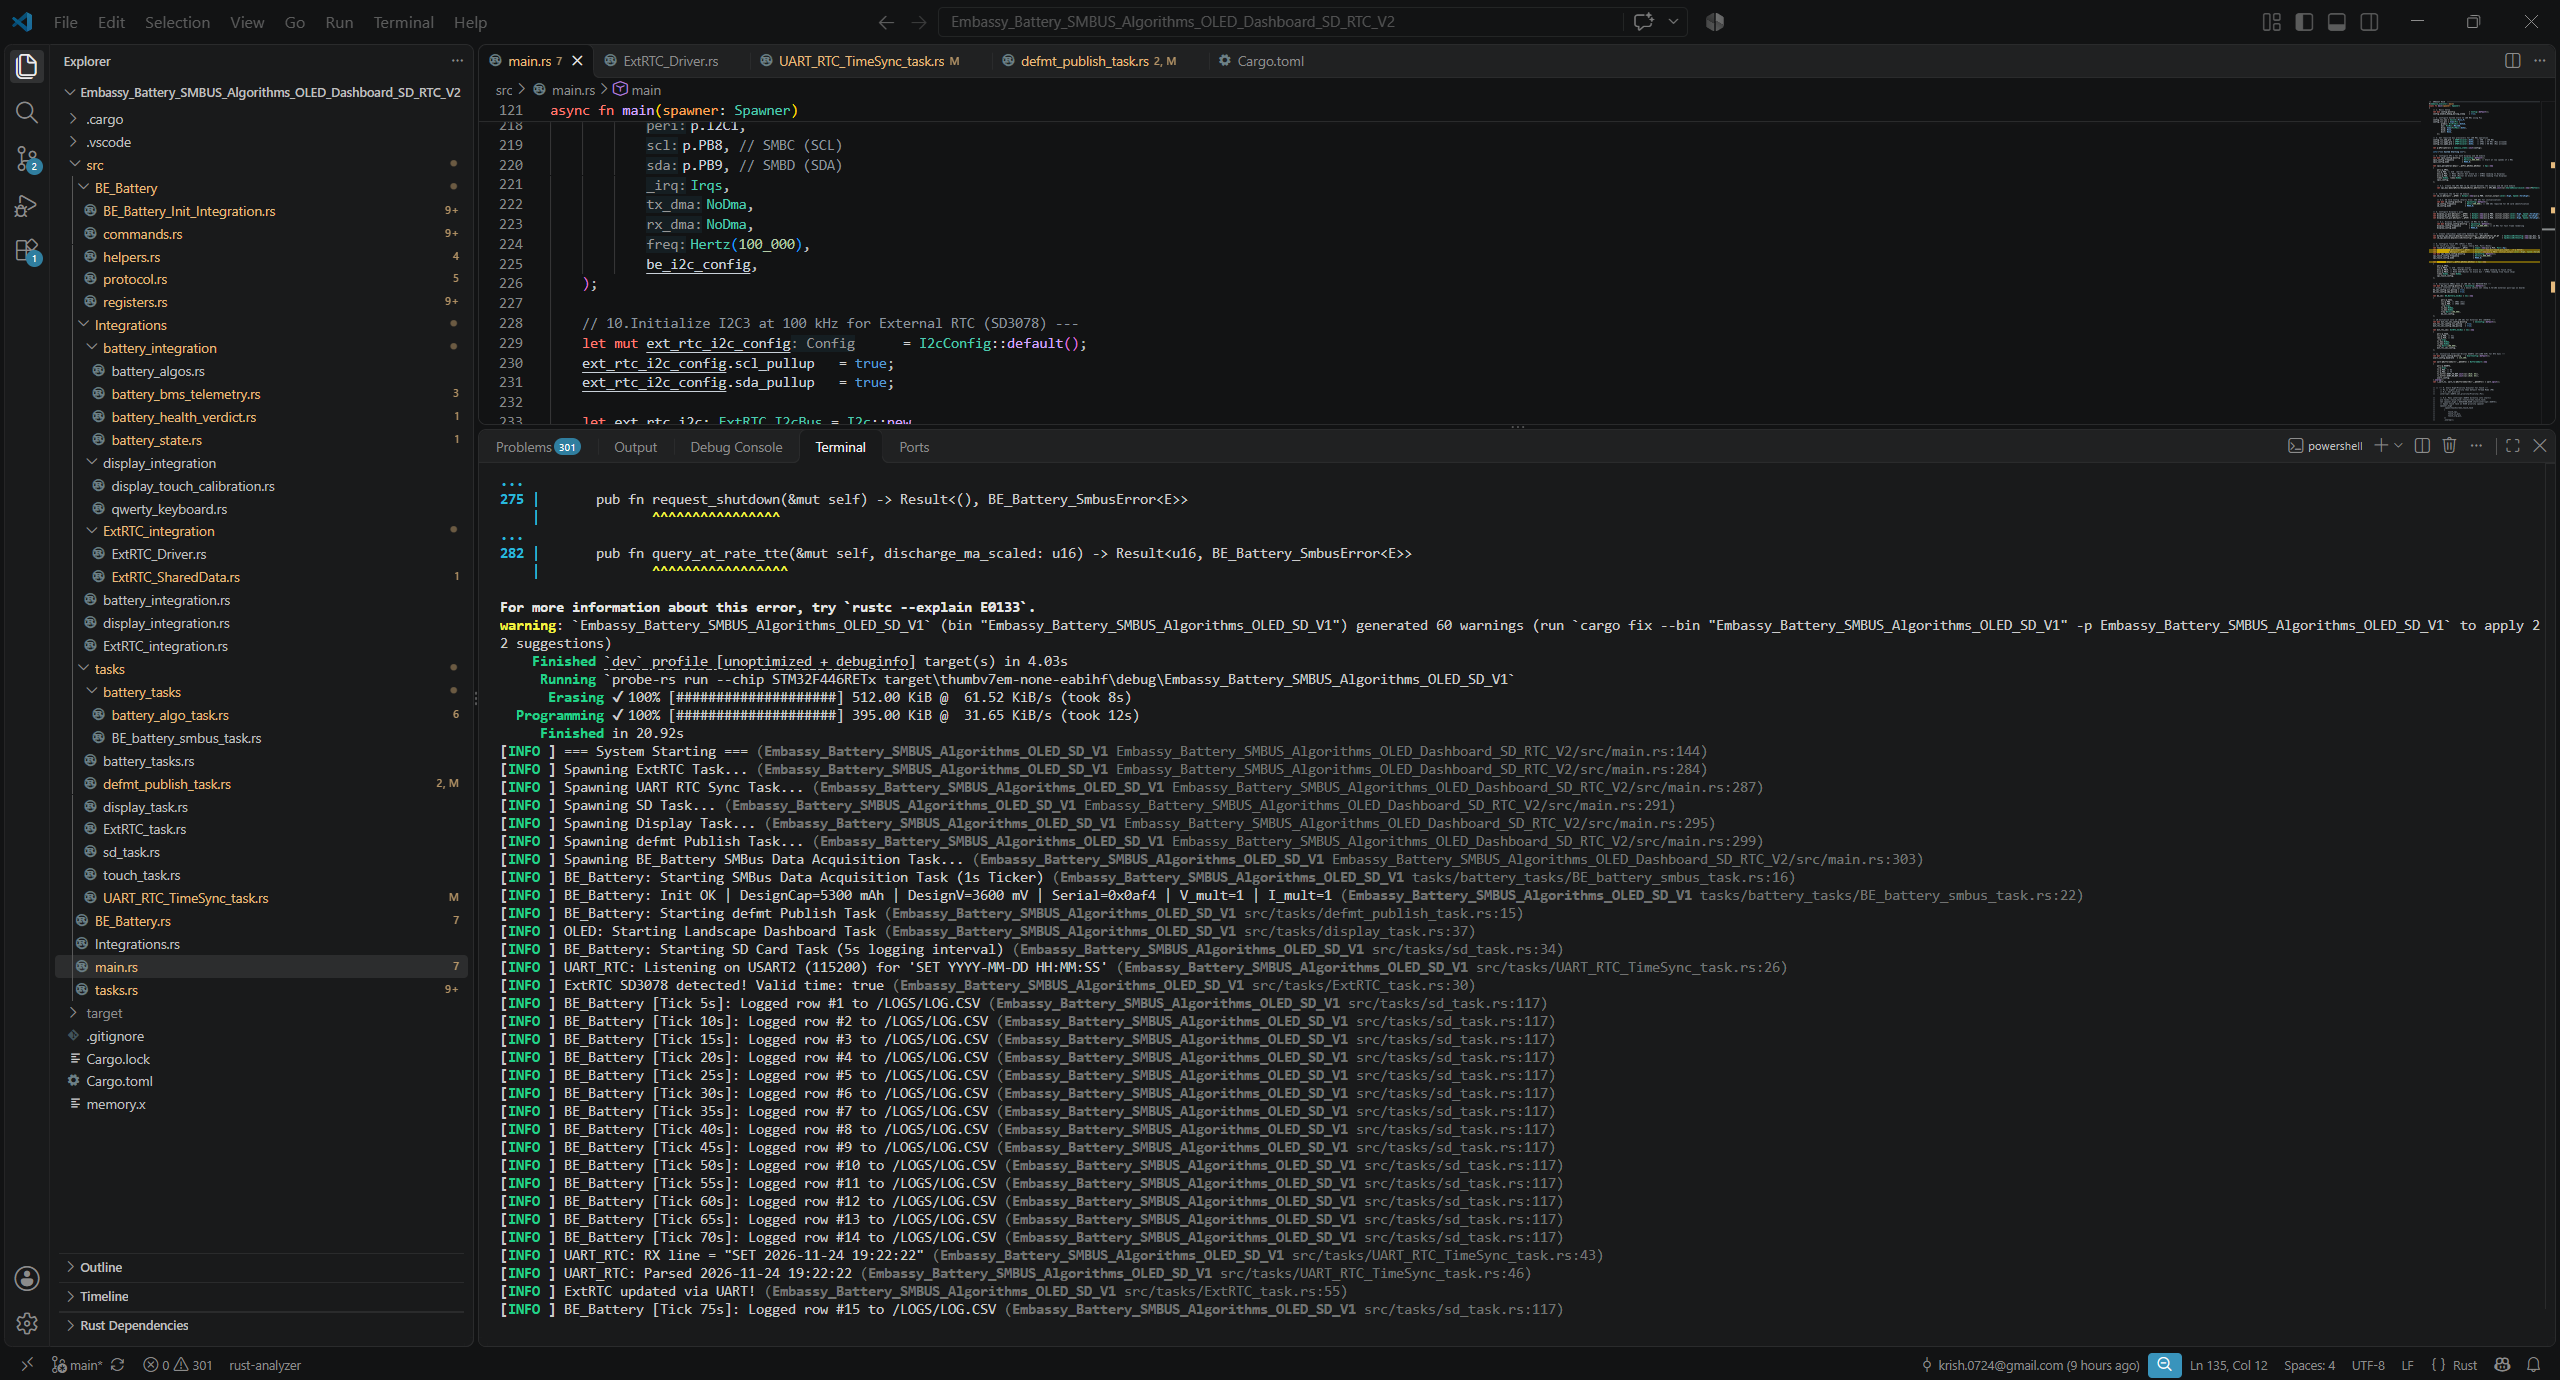 File Edit Selection View Go Run Terminal Help
Embassy_Battery_SMBUS_Algorithms_OLED_Dashboard_SD_RTC_V2
Explorer
Embassy_Battery_SMBUS_Algorithms_OLED_Dashboard_SD_RTC_V2
.cargo
.vscode
src
BE_Battery
BE_Battery_Init_Integration.rs 9+
commands.rs 9+
helpers.rs 4
protocol.rs 5
registers.rs 9+
Integrations
battery_integration
battery_algos.rs
battery_bms_telemetry.rs 3
battery_health_verdict.rs 1
battery_state.rs 1
display_integration
display_touch_calibration.rs
qwerty_keyboard.rs
ExtRTC_integration
ExtRTC_Driver.rs
ExtRTC_SharedData.rs 1
battery_integration.rs
display_integration.rs
ExtRTC_integration.rs
tasks
battery_tasks
battery_algo_task.rs 6
BE_battery_smbus_task.rs
battery_tasks.rs
defmt_publish_task.rs 2, M
display_task.rs
ExtRTC_task.rs
sd_task.rs
touch_task.rs
UART_RTC_TimeSync_task.rs M
BE_Battery.rs 7
Integrations.rs
main.rs 7
tasks.rs 9+
target
.gitignore
Cargo.lock
Cargo.toml
memory.x
Outline
Timeline
Rust Dependencies
2
1
main.rs 7 ExtRTC_Driver.rs UART_RTC_TimeSync_task.rs M defmt_publish_task.rs 2, M Cargo.toml
src > main.rs > main
121 async fn main(spawner: Spawner)
218 peri: p.I2C1,
219 scl: p.PB8, // SMBC (SCL)
220 sda: p.PB9, // SMBD (SDA)
221 _irq: Irqs,
222 tx_dma: NoDma,
223 rx_dma: NoDma,
224 freq: Hertz(100_000),
225 be_i2c_config,
226 );
227
228 // 10.Initialize I2C3 at 100 kHz for External RTC (SD3078) ---
229 let mut ext_rtc_i2c_config: Config = I2cConfig::default();
230 ext_rtc_i2c_config.scl_pullup = true;
231 ext_rtc_i2c_config.sda_pullup = true;
232
233 let ext_rtc_i2c: ExtRTC_I2cBus = I2c::new
Problems 301 Output Debug Console Terminal Ports
powershell
...
275 | pub fn request_shutdown(&mut self) -> Result<(), BE_Battery_SmbusError<E>>
| ^^^^^^^^^^^^^^^^
...
282 | pub fn query_at_rate_tte(&mut self, discharge_ma_scaled: u16) -> Result<u16, BE_Battery_SmbusError<E>>
| ^^^^^^^^^^^^^^^^^
For more information about this error, try `rustc --explain E0133`.
warning: `Embassy_Battery_SMBUS_Algorithms_OLED_SD_V1` (bin "Embassy_Battery_SMBUS_Algorithms_OLED_SD_V1") generated 60 warnings (run `cargo fix --bin "Embassy_Battery_SMBUS_Algorithms_OLED_SD_V1" -p Embassy_Battery_SMBUS_Algorithms_OLED_SD_V1` to apply 2
2 suggestions)
Finished `dev` profile [unoptimized + debuginfo] target(s) in 4.03s
Running `probe-rs run --chip STM32F446RETx target\thumbv7em-none-eabihf\debug\Embassy_Battery_SMBUS_Algorithms_OLED_SD_V1`
Erasing ✔ 100% [####################] 512.00 KiB @ 61.52 KiB/s (took 8s)
Programming ✔ 100% [####################] 395.00 KiB @ 31.65 KiB/s (took 12s)
Finished in 20.92s
[INFO ] === System Starting === (Embassy_Battery_SMBUS_Algorithms_OLED_SD_V1 Embassy_Battery_SMBUS_Algorithms_OLED_Dashboard_SD_RTC_V2/src/main.rs:144)
[INFO ] Spawning ExtRTC Task... (Embassy_Battery_SMBUS_Algorithms_OLED_SD_V1 Embassy_Battery_SMBUS_Algorithms_OLED_Dashboard_SD_RTC_V2/src/main.rs:284)
[INFO ] Spawning UART RTC Sync Task... (Embassy_Battery_SMBUS_Algorithms_OLED_SD_V1 Embassy_Battery_SMBUS_Algorithms_OLED_Dashboard_SD_RTC_V2/src/main.rs:287)
[INFO ] Spawning SD Task... (Embassy_Battery_SMBUS_Algorithms_OLED_SD_V1 Embassy_Battery_SMBUS_Algorithms_OLED_Dashboard_SD_RTC_V2/src/main.rs:291)
[INFO ] Spawning Display Task... (Embassy_Battery_SMBUS_Algorithms_OLED_SD_V1 Embassy_Battery_SMBUS_Algorithms_OLED_Dashboard_SD_RTC_V2/src/main.rs:295)
[INFO ] Spawning defmt Publish Task... (Embassy_Battery_SMBUS_Algorithms_OLED_SD_V1 Embassy_Battery_SMBUS_Algorithms_OLED_Dashboard_SD_RTC_V2/src/main.rs:299)
[INFO ] Spawning BE_Battery SMBus Data Acquisition Task... (Embassy_Battery_SMBUS_Algorithms_OLED_SD_V1 Embassy_Battery_SMBUS_Algorithms_OLED_Dashboard_SD_RTC_V2/src/main.rs:303)
[INFO ] BE_Battery: Starting SMBus Data Acquisition Task (1s Ticker) (Embassy_Battery_SMBUS_Algorithms_OLED_SD_V1 tasks/battery_tasks/BE_battery_smbus_task.rs:16)
[INFO ] BE_Battery: Init OK | DesignCap=5300 mAh | DesignV=3600 mV | Serial=0x0af4 | V_mult=1 | I_mult=1 (Embassy_Battery_SMBUS_Algorithms_OLED_SD_V1 tasks/battery_tasks/BE_battery_smbus_task.rs:22)
[INFO ] BE_Battery: Starting defmt Publish Task (Embassy_Battery_SMBUS_Algorithms_OLED_SD_V1 src/tasks/defmt_publish_task.rs:15)
[INFO ] OLED: Starting Landscape Dashboard Task (Embassy_Battery_SMBUS_Algorithms_OLED_SD_V1 src/tasks/display_task.rs:37)
[INFO ] BE_Battery: Starting SD Card Task (5s logging interval) (Embassy_Battery_SMBUS_Algorithms_OLED_SD_V1 src/tasks/sd_task.rs:34)
[INFO ] UART_RTC: Listening on USART2 (115200) for 'SET YYYY-MM-DD HH:MM:SS' (Embassy_Battery_SMBUS_Algorithms_OLED_SD_V1 src/tasks/UART_RTC_TimeSync_task.rs:26)
[INFO ] ExtRTC SD3078 detected! Valid time: true (Embassy_Battery_SMBUS_Algorithms_OLED_SD_V1 src/tasks/ExtRTC_task.rs:30)
[INFO ] BE_Battery [Tick 5s]: Logged row #1 to /LOGS/LOG.CSV (Embassy_Battery_SMBUS_Algorithms_OLED_SD_V1 src/tasks/sd_task.rs:117)
[INFO ] BE_Battery [Tick 10s]: Logged row #2 to /LOGS/LOG.CSV (Embassy_Battery_SMBUS_Algorithms_OLED_SD_V1 src/tasks/sd_task.rs:117)
[INFO ] BE_Battery [Tick 15s]: Logged row #3 to /LOGS/LOG.CSV (Embassy_Battery_SMBUS_Algorithms_OLED_SD_V1 src/tasks/sd_task.rs:117)
[INFO ] BE_Battery [Tick 20s]: Logged row #4 to /LOGS/LOG.CSV (Embassy_Battery_SMBUS_Algorithms_OLED_SD_V1 src/tasks/sd_task.rs:117)
[INFO ] BE_Battery [Tick 25s]: Logged row #5 to /LOGS/LOG.CSV (Embassy_Battery_SMBUS_Algorithms_OLED_SD_V1 src/tasks/sd_task.rs:117)
[INFO ] BE_Battery [Tick 30s]: Logged row #6 to /LOGS/LOG.CSV (Embassy_Battery_SMBUS_Algorithms_OLED_SD_V1 src/tasks/sd_task.rs:117)
[INFO ] BE_Battery [Tick 35s]: Logged row #7 to /LOGS/LOG.CSV (Embassy_Battery_SMBUS_Algorithms_OLED_SD_V1 src/tasks/sd_task.rs:117)
[INFO ] BE_Battery [Tick 40s]: Logged row #8 to /LOGS/LOG.CSV (Embassy_Battery_SMBUS_Algorithms_OLED_SD_V1 src/tasks/sd_task.rs:117)
[INFO ] BE_Battery [Tick 45s]: Logged row #9 to /LOGS/LOG.CSV (Embassy_Battery_SMBUS_Algorithms_OLED_SD_V1 src/tasks/sd_task.rs:117)
[INFO ] BE_Battery [Tick 50s]: Logged row #10 to /LOGS/LOG.CSV (Embassy_Battery_SMBUS_Algorithms_OLED_SD_V1 src/tasks/sd_task.rs:117)
[INFO ] BE_Battery [Tick 55s]: Logged row #11 to /LOGS/LOG.CSV (Embassy_Battery_SMBUS_Algorithms_OLED_SD_V1 src/tasks/sd_task.rs:117)
[INFO ] BE_Battery [Tick 60s]: Logged row #12 to /LOGS/LOG.CSV (Embassy_Battery_SMBUS_Algorithms_OLED_SD_V1 src/tasks/sd_task.rs:117)
[INFO ] BE_Battery [Tick 65s]: Logged row #13 to /LOGS/LOG.CSV (Embassy_Battery_SMBUS_Algorithms_OLED_SD_V1 src/tasks/sd_task.rs:117)
[INFO ] BE_Battery [Tick 70s]: Logged row #14 to /LOGS/LOG.CSV (Embassy_Battery_SMBUS_Algorithms_OLED_SD_V1 src/tasks/sd_task.rs:117)
[INFO ] UART_RTC: RX line = "SET 2026-11-24 19:22:22" (Embassy_Battery_SMBUS_Algorithms_OLED_SD_V1 src/tasks/UART_RTC_TimeSync_task.rs:43)
[INFO ] UART_RTC: Parsed 2026-11-24 19:22:22 (Embassy_Battery_SMBUS_Algorithms_OLED_SD_V1 src/tasks/UART_RTC_TimeSync_task.rs:46)
[INFO ] ExtRTC updated via UART! (Embassy_Battery_SMBUS_Algorithms_OLED_SD_V1 src/tasks/ExtRTC_task.rs:55)
[INFO ] BE_Battery [Tick 75s]: Logged row #15 to /LOGS/LOG.CSV (Embassy_Battery_SMBUS_Algorithms_OLED_SD_V1 src/tasks/sd_task.rs:117)
main* 0 301 rust-analyzer krish.0724@gmail.com (9 hours ago) Ln 135, Col 12 Spaces: 4 UTF-8 LF {} Rust